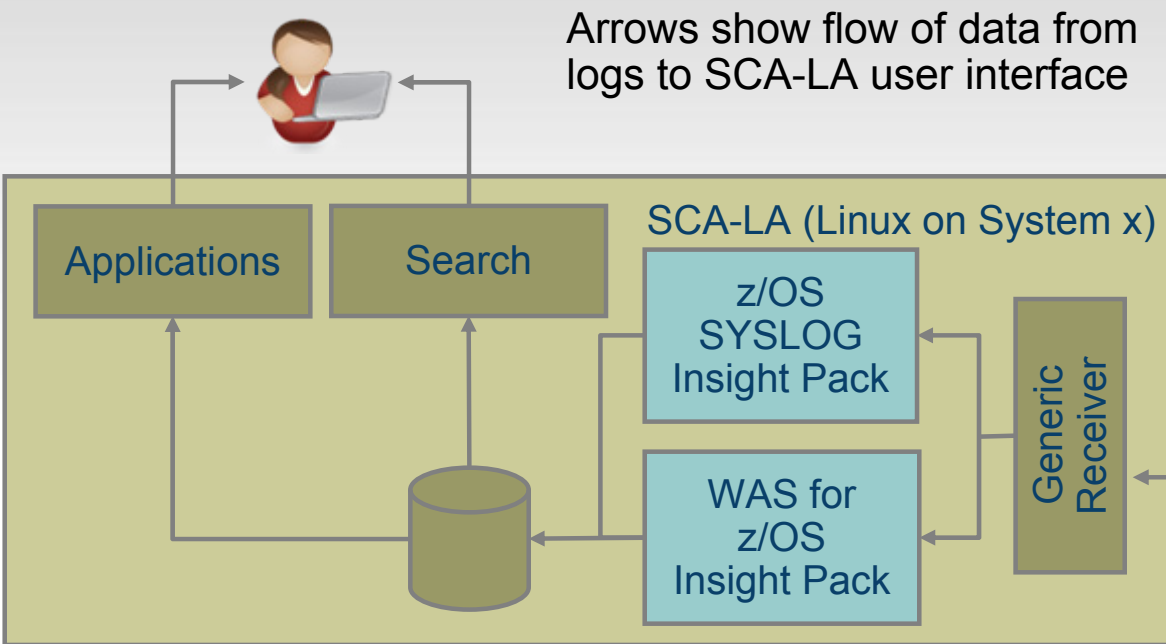 Arrows show flow of data from
logs to SCA-LA user interface
SCA-LA (Linux on System x)
Applications
Search
z/OS
SYSLOG
Insight Pack
WAS for
z/OS
Insight Pack
Generic
Receiver